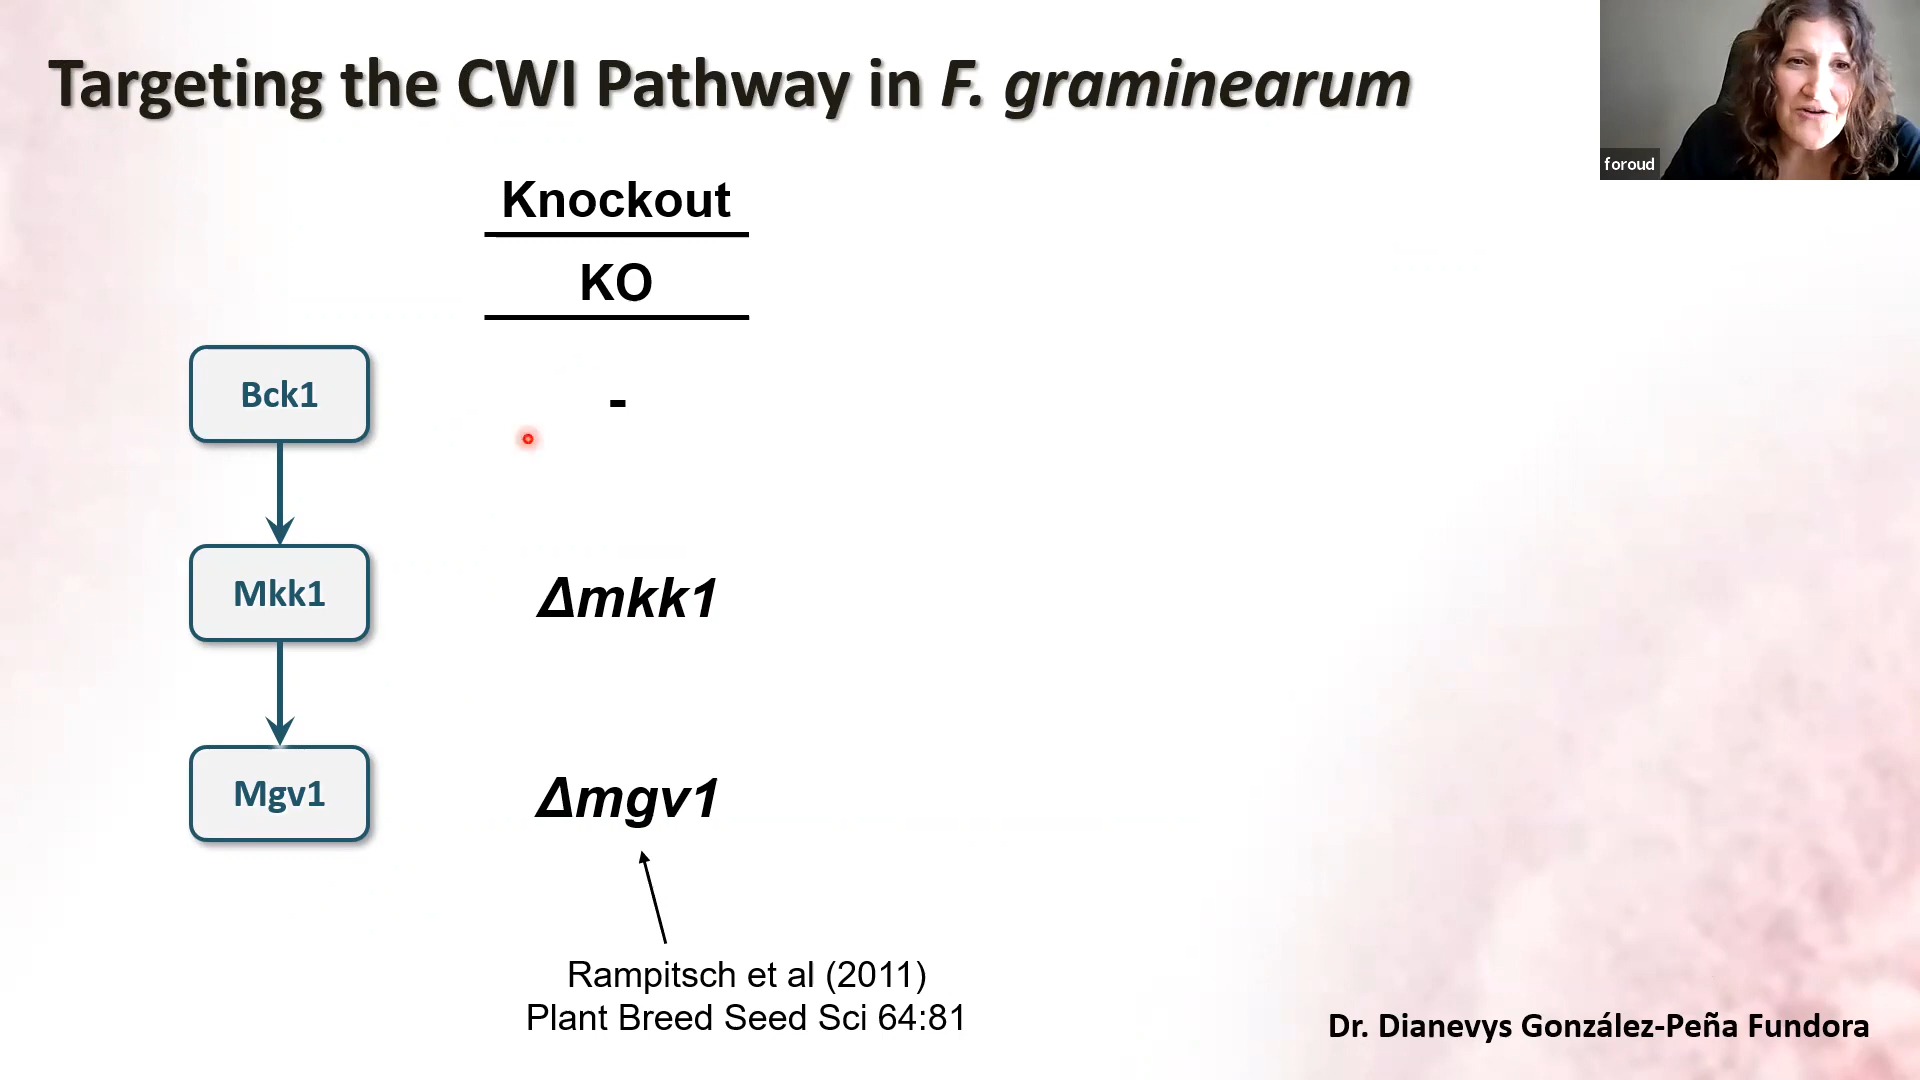 Targeting the CWI Pathway in F. graminearum
foroud
Knockout
KO
Bck1
-
Mkk1
Δmkk1
Mgv1
Δmgv1
Rampitsch et al (2011)
Plant Breed Seed Sci 64:81
Dr. Dianevys González-Peña Fundora